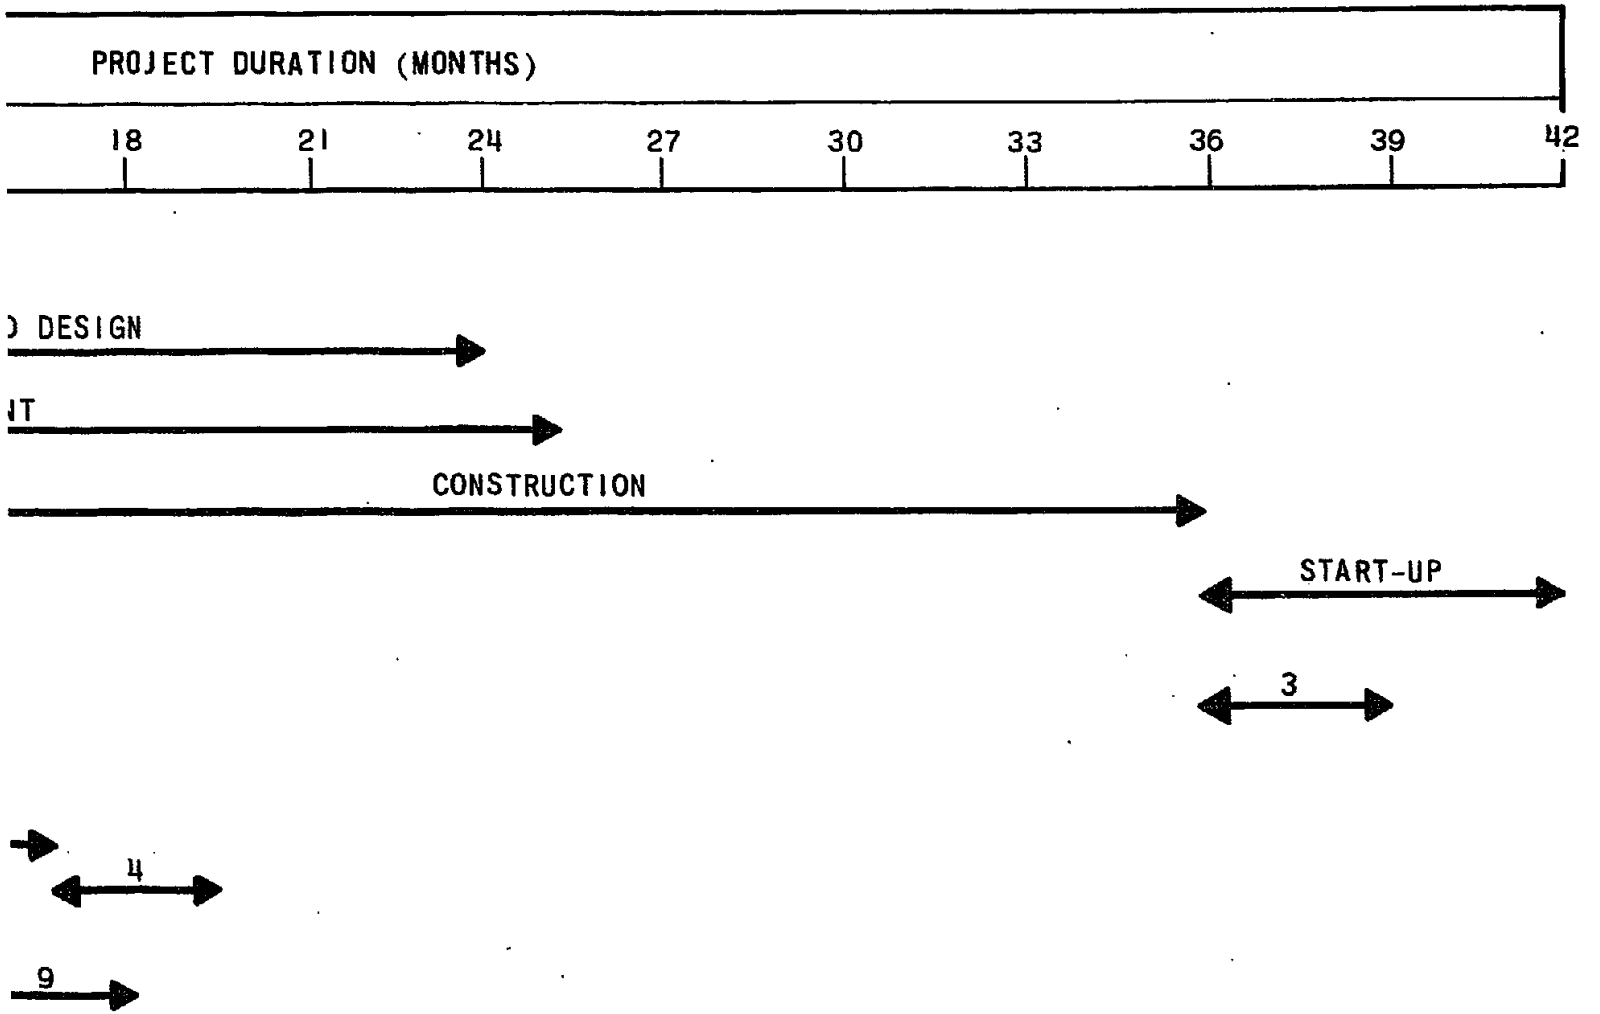 PROJECT DURATION (MONTHS)
18 21 24 27 30 33 36 39 42
DESIGN
CONSTRUCTION
START-UP
3
4
9